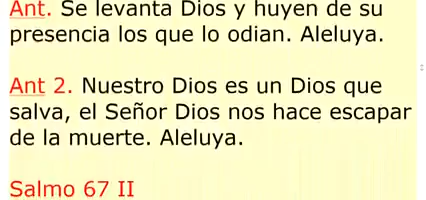 Ant. Se levanta Dios y huyen de su
presencia los que lo odian. Aleluya.
Ant 2. Nuestro Dios es un Dios que
salva, el Señor Dios nos hace escapar
de la muerte. Aleluya.
Salmo 67 II